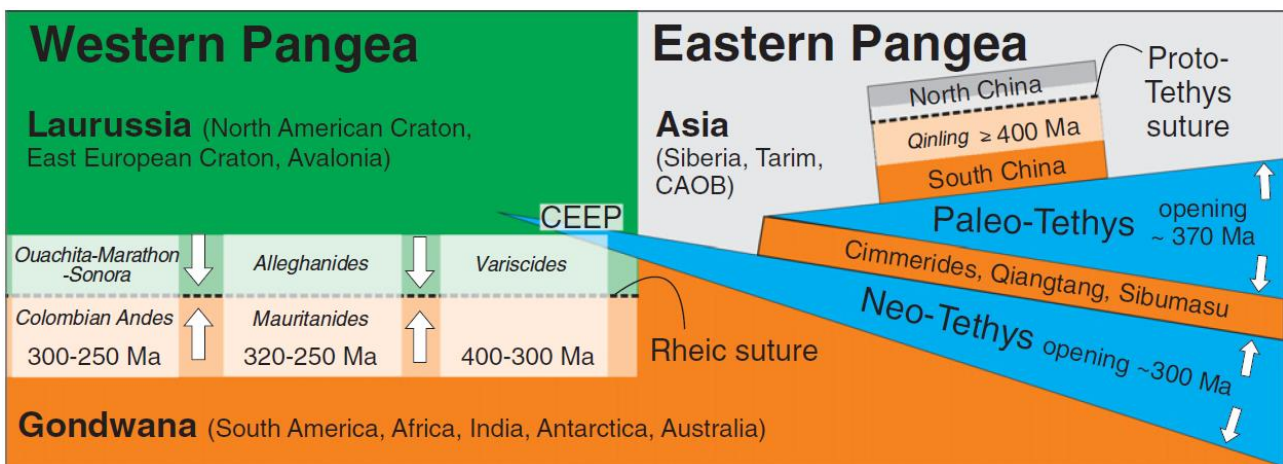 Western Pangea
Laurussia (North American Craton,
East European Craton, Avalonia)
Ouachita-Marathon
-Sonora
Alleghanides
Variscides
Colombian Andes
300-250 Ma
Mauritanides
320-250 Ma
400-300 Ma
CEEP
Rheic suture
Eastern Pangea
Asia
(Siberia, Tarim,
CAOB)
North China
Qinling ≥ 400 Ma
South China
Proto-
Tethys
suture
Paleo-Tethys opening
~ 370 Ma
Cimmerides, Qiangtang, Sibumasu
Neo-Tethys opening ~300 Ma
Gondwana (South America, Africa, India, Antarctica, Australia)